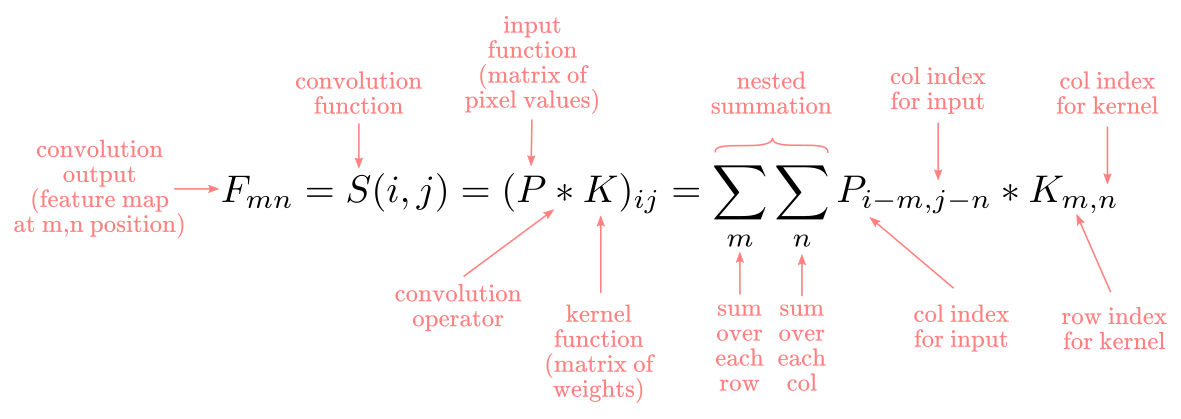 input
function
(matrix of
pixel values)
convolution
function
nested
summation
col index
for input
col index
for kernel
convolution
output
(feature map
at m,n position)
F_{mn} = S(i, j) = (P * K)_{ij} = \sum_m \sum_n P_{i-m,j-n} * K_{m,n}
convolution
operator
kernel
function
(matrix of
weights)
sum
over
each
row
sum
over
each
col
col index
for input
row index
for kernel